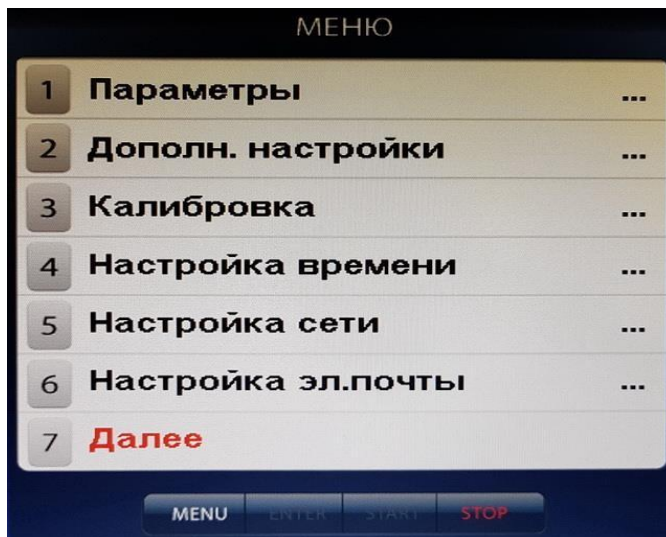 МЕНЮ
1 Параметры ...
2 Дополн. настройки ...
3 Калибровка ...
4 Настройка времени ...
5 Настройка сети ...
6 Настройка эл.почты ...
7 Далее
MENU ENTER START STOP